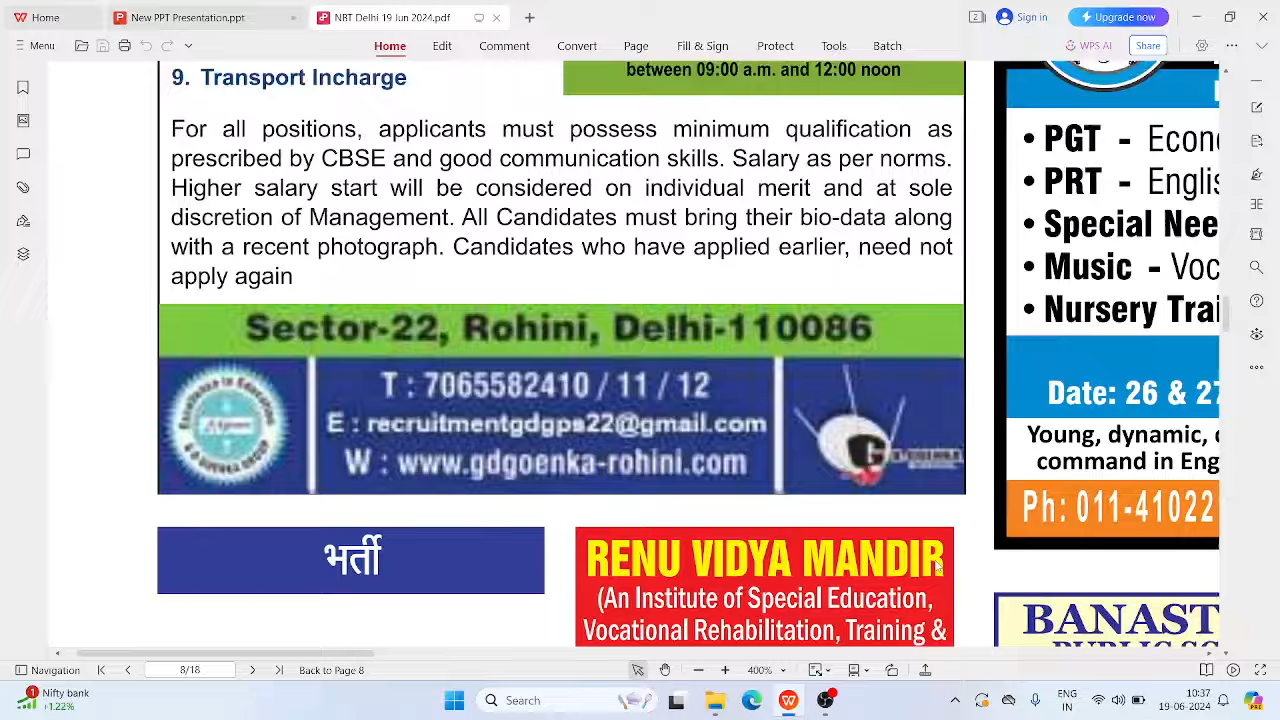 WPS Home
New PPT Presentation.ppt
NBT Delhi 19 Jun 2024.pdf
Sign in
Upgrade now
Menu
Home
Edit
Comment
Convert
Page
Fill & Sign
Protect
Tools
Batch
WPS AI
Share
9. Transport Incharge
between 09:00 a.m. and 12:00 noon
For all positions, applicants must possess minimum qualification as
prescribed by CBSE and good communication skills. Salary as per norms.
Higher salary start will be considered on individual merit and at sole
discretion of Management. All Candidates must bring their bio-data along
with a recent photograph. Candidates who have applied earlier, need not
apply again
Sector-22, Rohini, Delhi-110086
T : 7065582410 / 11 / 12
E : recruitmentgdgps22@gmail.com
W : www.gdgoenka-rohini.com
भर्ती
RENU VIDYA MANDIR
(An Institute of Special Education,
Vocational Rehabilitation, Training &
• PGT - Econ
• PRT - Englis
• Special Nee
• Music - Voc
• Nursery Trai
Date: 26 & 27
Young, dynamic,
command in Eng
Ph: 011-41022
BANAST
Navigation
8/18
Back to Page 8
400%
Nifty bank
+1.22%
Search
ENG
IN
10:37
19-06-2024